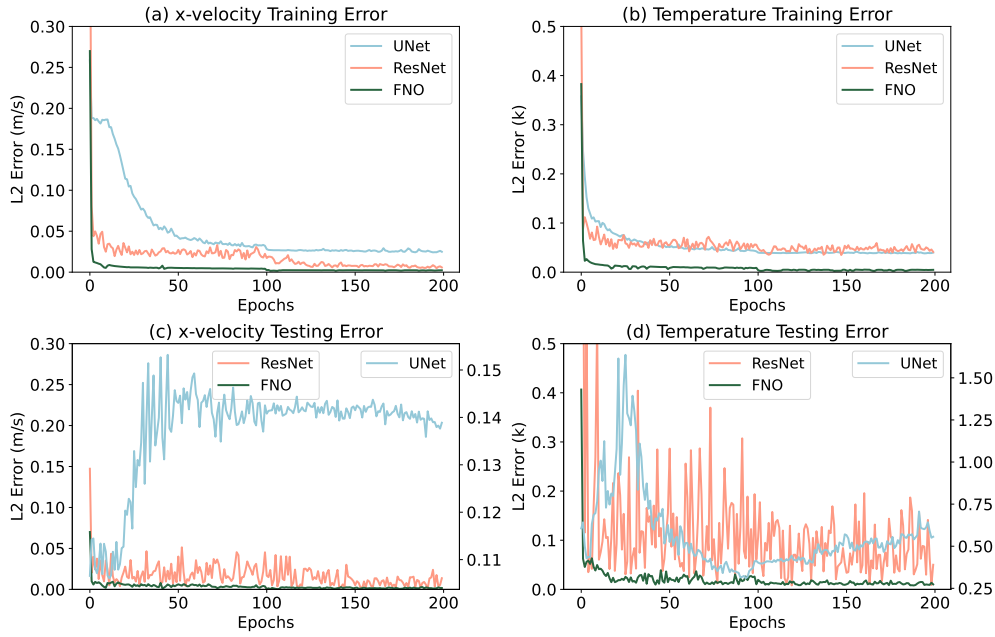 (a) x-velocity Training Error
L2 Error (m/s)
0.30
0.25
0.20
0.15
0.10
0.05
0.00
UNet
ResNet
FNO
0 50 100 150 200
Epochs
(b) Temperature Training Error
L2 Error (k)
0.5
0.4
0.3
0.2
0.1
0.0
UNet
ResNet
FNO
0 50 100 150 200
Epochs
(c) x-velocity Testing Error
L2 Error (m/s)
0.30
0.25
0.20
0.15
0.10
0.05
0.00
ResNet
FNO
UNet
0.15
0.14
0.13
0.12
0.11
0 50 100 150 200
Epochs
(d) Temperature Testing Error
L2 Error (k)
0.5
0.4
0.3
0.2
0.1
0.0
ResNet
FNO
UNet
1.50
1.25
1.00
0.75
0.50
0.25
0 50 100 150 200
Epochs